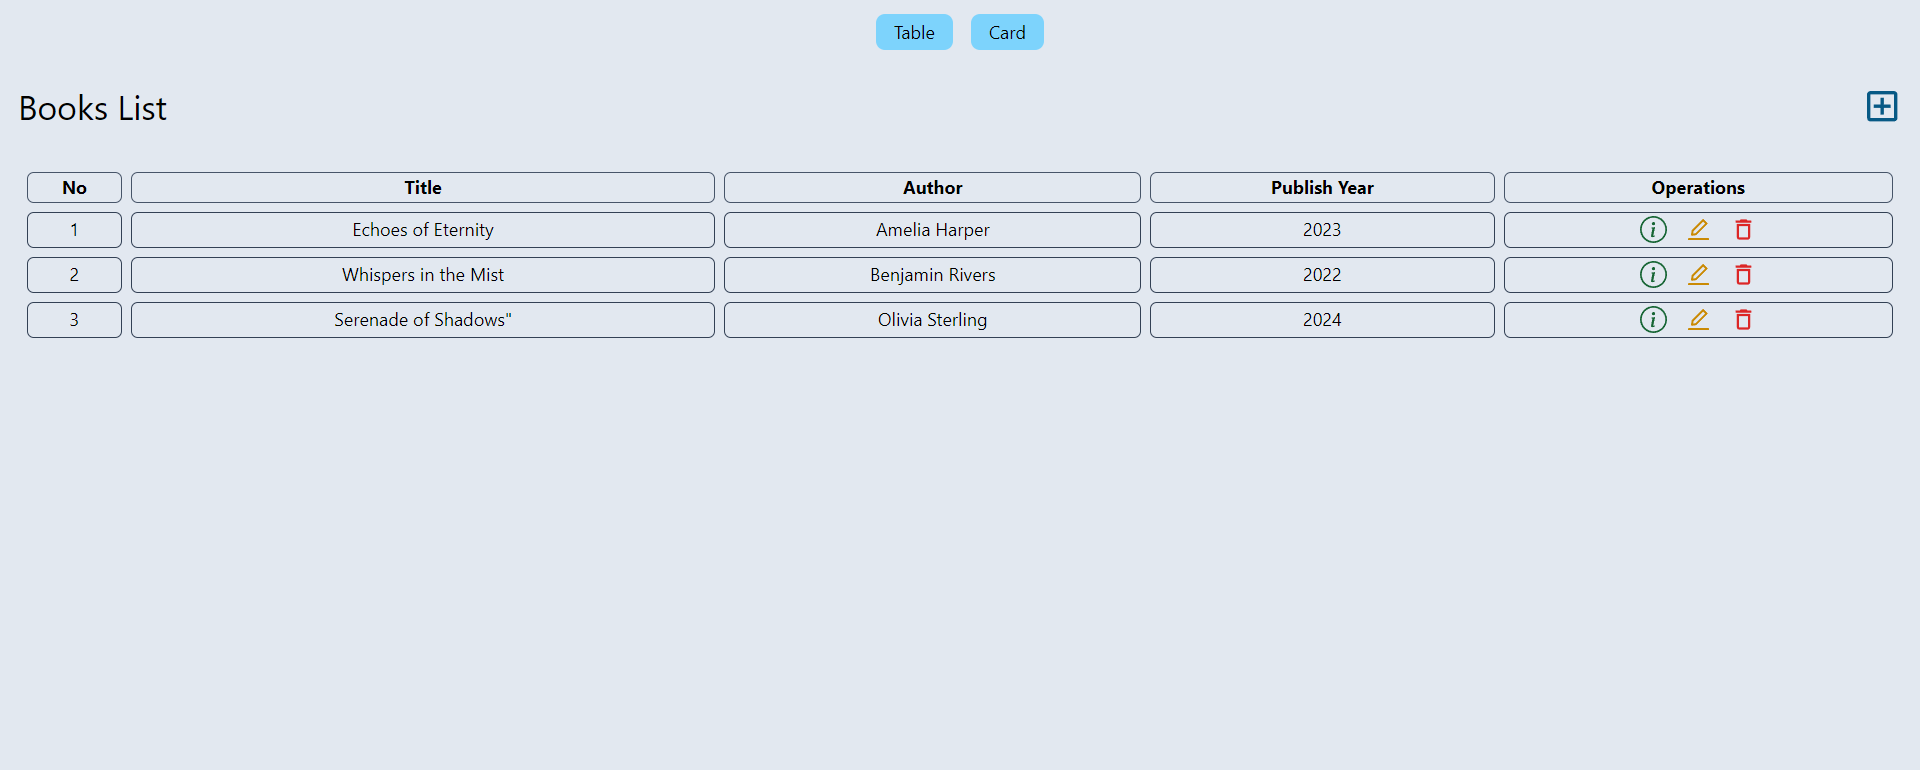 Table Card
Books List
No Title Author Publish Year Operations
1 Echoes of Eternity Amelia Harper 2023
2 Whispers in the Mist Benjamin Rivers 2022
3 Serenade of Shadows" Olivia Sterling 2024